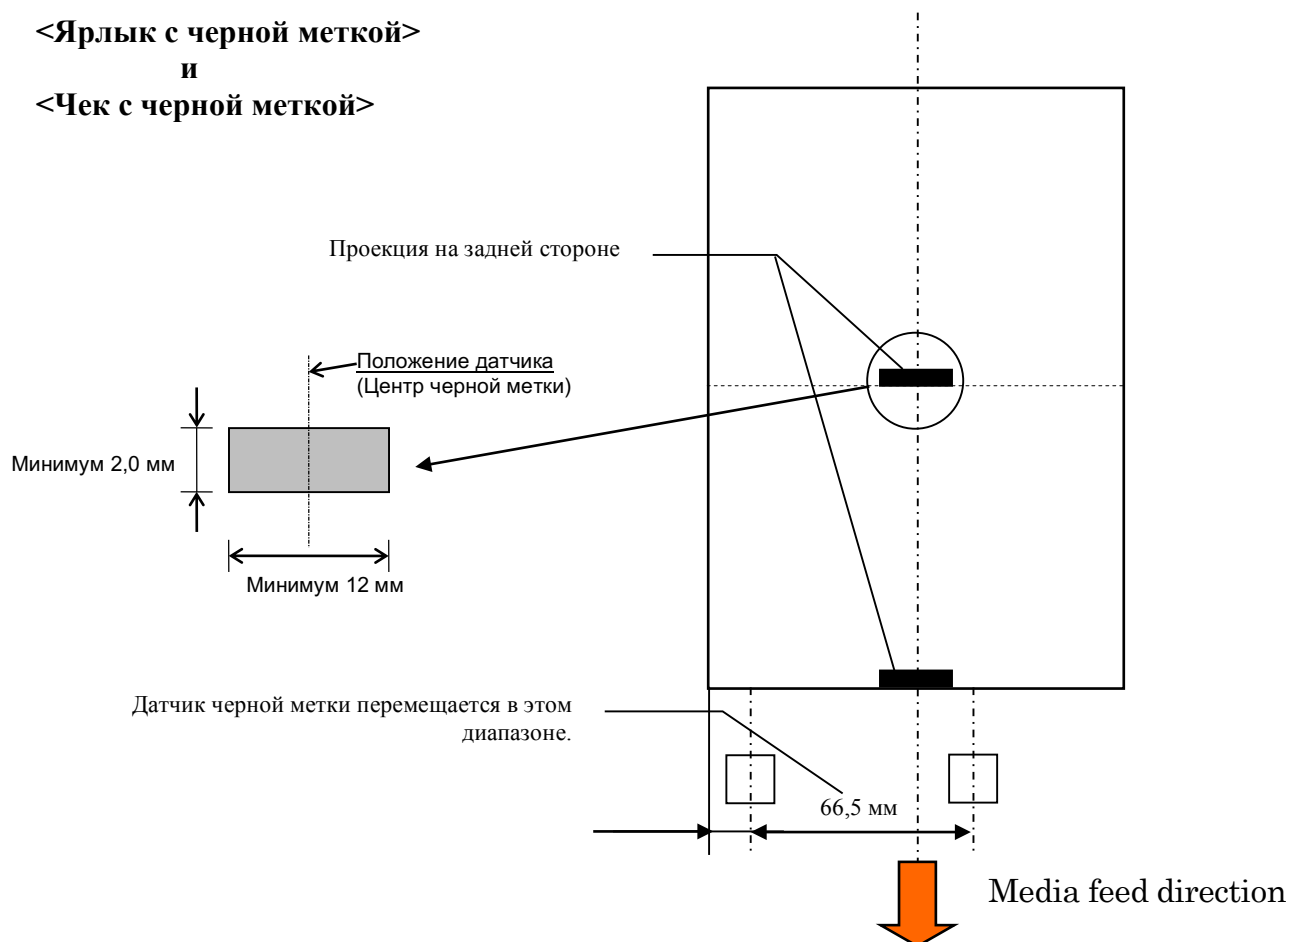 <Ярлык с черной меткой>
и
<Чек с черной меткой>
Проекция на задней стороне
Положение датчика
(Центр черной метки)
Минимум 2,0 мм
Минимум 12 мм
Датчик черной метки перемещается в этом
диапазоне.
66,5 мм
Media feed direction